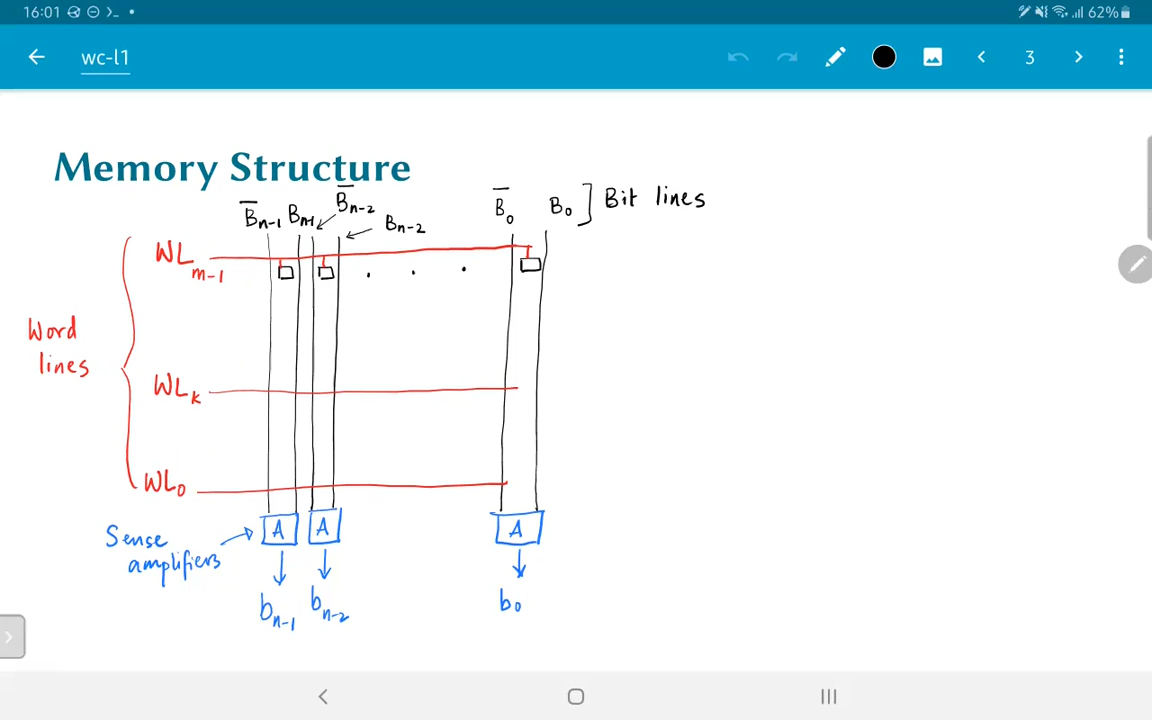 16:01
62%
wc-l1
3
Memory Structure
B̅n-1 Bn-1 B̅n-2 Bn-2 B̅0 B0 ] Bit lines
WLm-1
Word
lines
WLk
WL0
A A A
Sense
amplifiers
bn-1 bn-2 b0